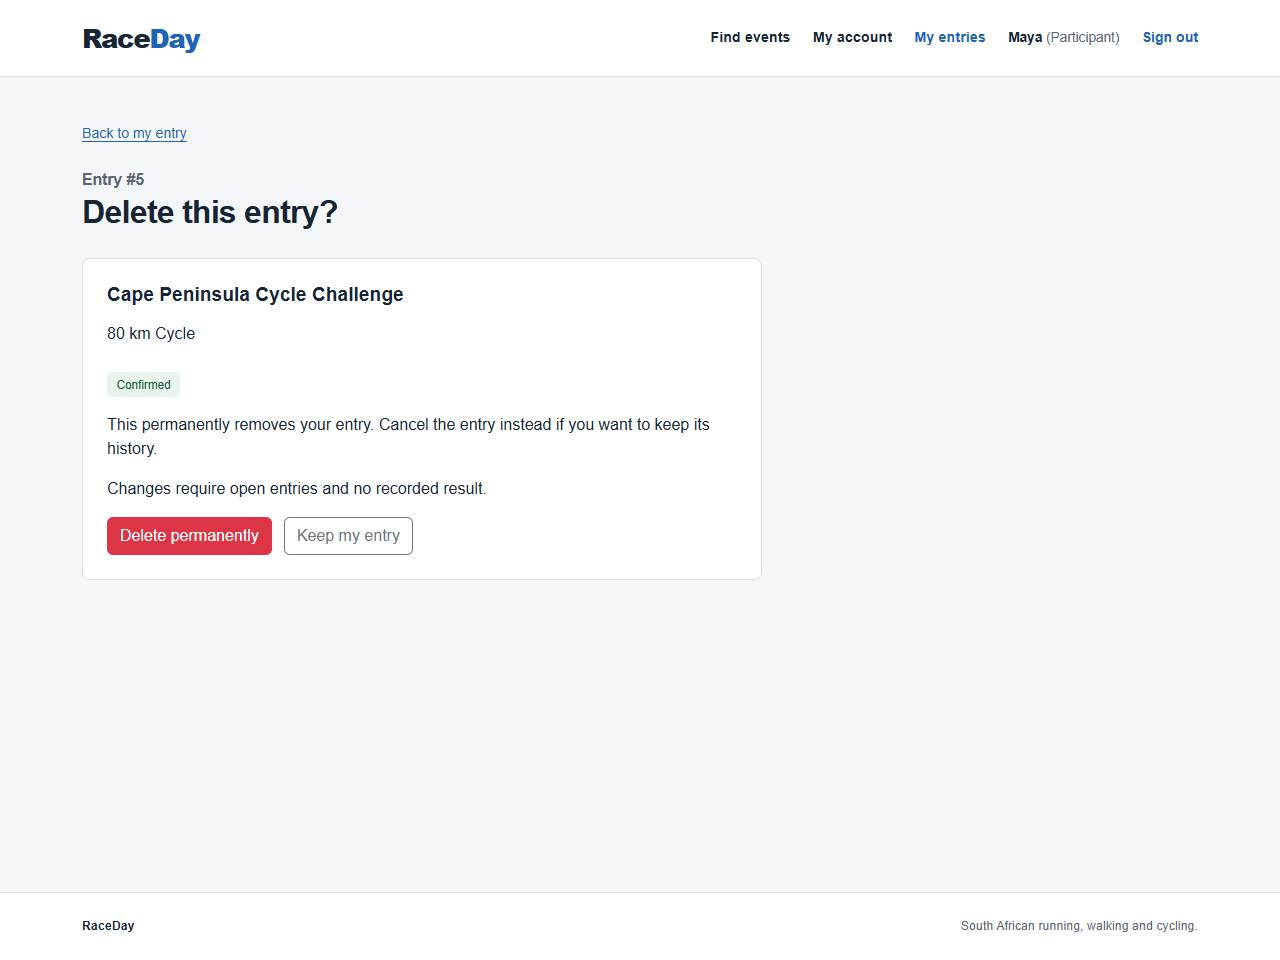 RaceDay
Find events
My account
My entries
Maya (Participant)
Sign out
Back to my entry
Entry #5
Delete this entry?
Cape Peninsula Cycle Challenge
80 km Cycle
Confirmed
This permanently removes your entry. Cancel the entry instead if you want to keep its
history.
Changes require open entries and no recorded result.
Delete permanently
Keep my entry
RaceDay
South African running, walking and cycling.